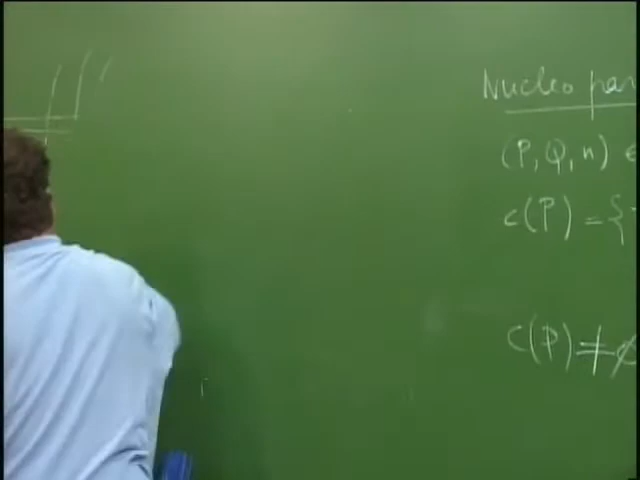 Nucleo par
(P, Q, n) e
c(P) = {
c(P) ≠ ∅